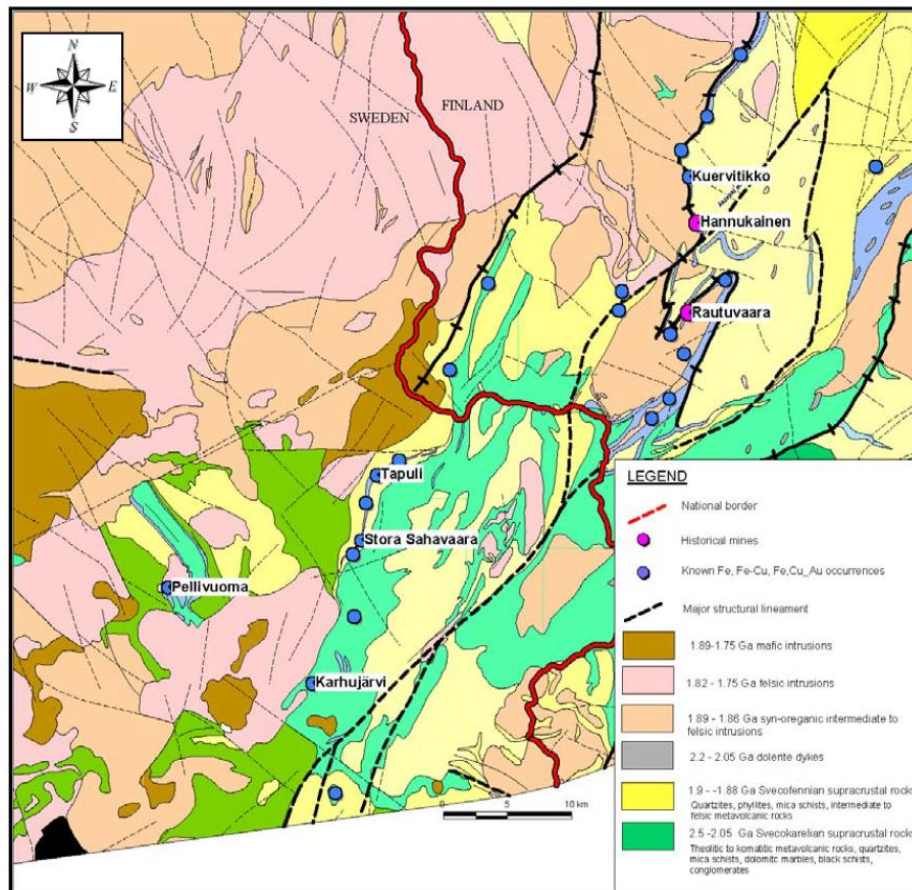 N
W E
S
SWEDEN FINLAND
Kuervitikko
Hannukainen
Rautuvaara
Tapuli
Stora Sahavaara
Pellivuoma
Karhujärvi
0 5 10 km
LEGEND
National border
Historical mines
Known Fe, Fe-Cu, Fe,Cu_Au occurrences
Major structural lineament
1.89-1.75 Ga mafic intrusions
1.82 - 1.75 Ga felsic intrusions
1.89 - 1.86 Ga syn-oreganic intermediate to
felsic intrusions
2.2 - 2.05 Ga dolerite dykes
1.9 - -1.88 Ga Svecofennian supracrustal rocks
Quartzites, phyllites, mica schists, intermediate to
felsic metavolcanic rocks
2.5 -2.05 Ga Svecokarelian supracrustal rocks
Theolitic to komatitic metavolcanic rocks, quartzites,
mica schists, dolomitc marbles, black schists,
conglomerates